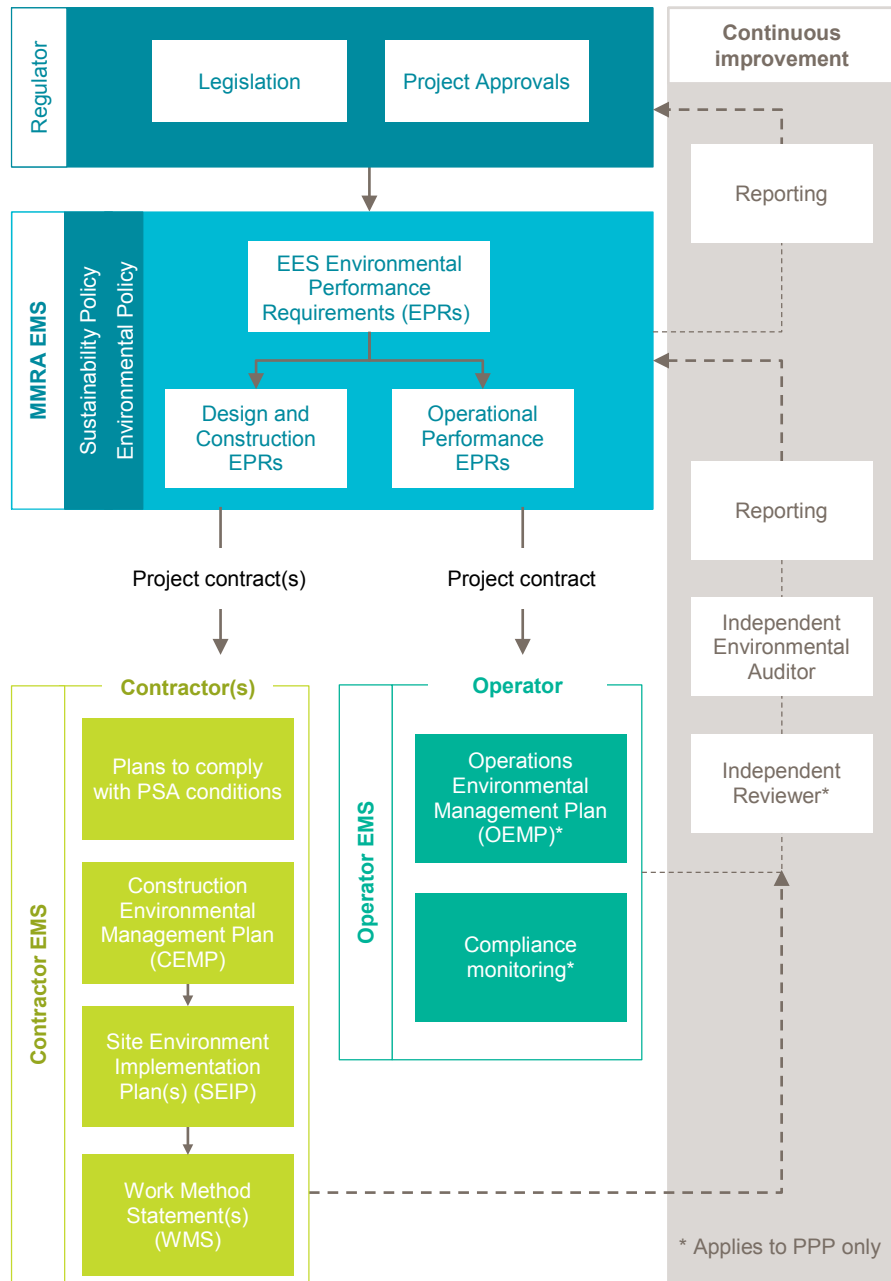 Continuous
improvement
Regulator
Legislation
Project Approvals
Reporting
MMRA EMS
Sustainability Policy
Environmental Policy
EES Environmental
Performance
Requirements (EPRs)
Design and
Construction
EPRs
Operational
Performance
EPRs
Reporting
Project contract(s)
Project contract
Independent
Environmental
Auditor
Independent
Reviewer*
Contractor EMS
Contractor(s)
Plans to comply
with PSA conditions
Construction
Environmental
Management Plan
(CEMP)
Site Environment
Implementation
Plan(s) (SEIP)
Work Method
Statement(s)
(WMS)
Operator EMS
Operator
Operations
Environmental
Management Plan
(OEMP)*
Compliance
monitoring*
* Applies to PPP only